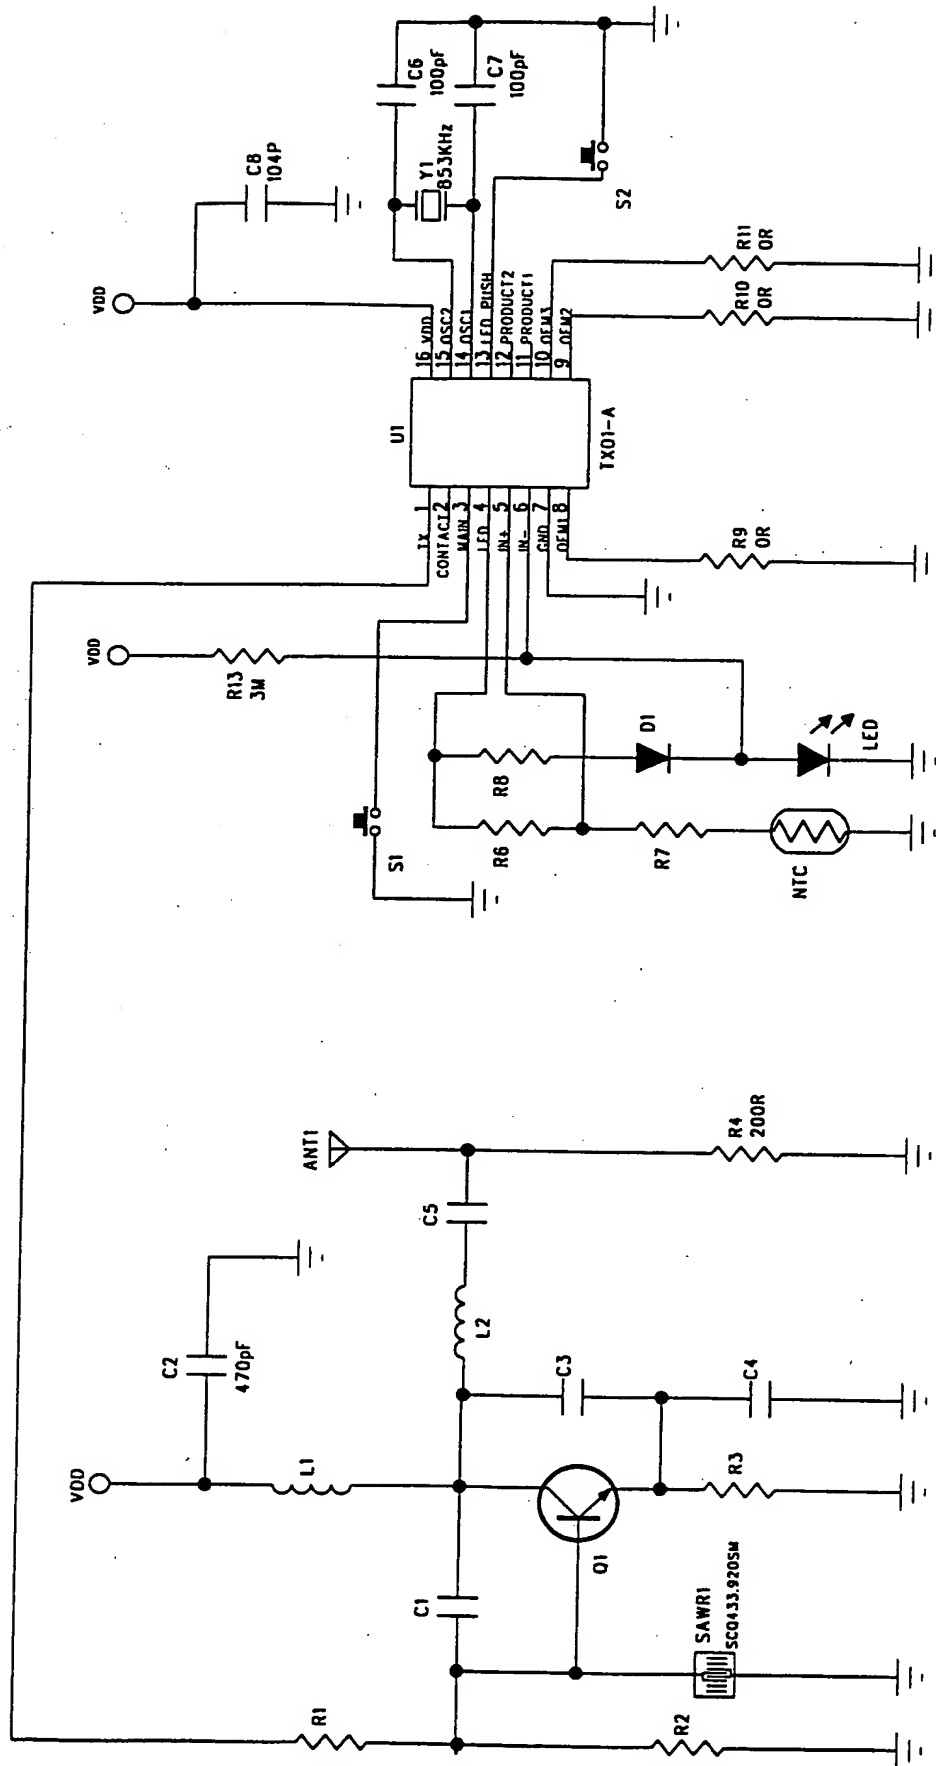 VDD
C8
104P
C6
100pF
C7
100pF
Y1
853KHz
S2
16 VDD
15 OSC2
14 OSC1
13 LED_PUSH
12 PRODUCT2
11 PRODUCT1
10 OEM3
9 OEM2
R11
0R
R10
0R
U1
TX01-A
TX 1
CONTACT 2
MAIN 3
LED 4
IN+ 5
IN- 6
GND 7
OEM1 8
R9
0R
VDD
R13
3M
S1
R8
R6
D1
LED
R7
NTC
ANT1
R4
200R
C5
L2
C2
470pF
VDD
L1
C3
C4
R3
Q1
C1
SAWR1
SCQ433.920SM
R1
R2